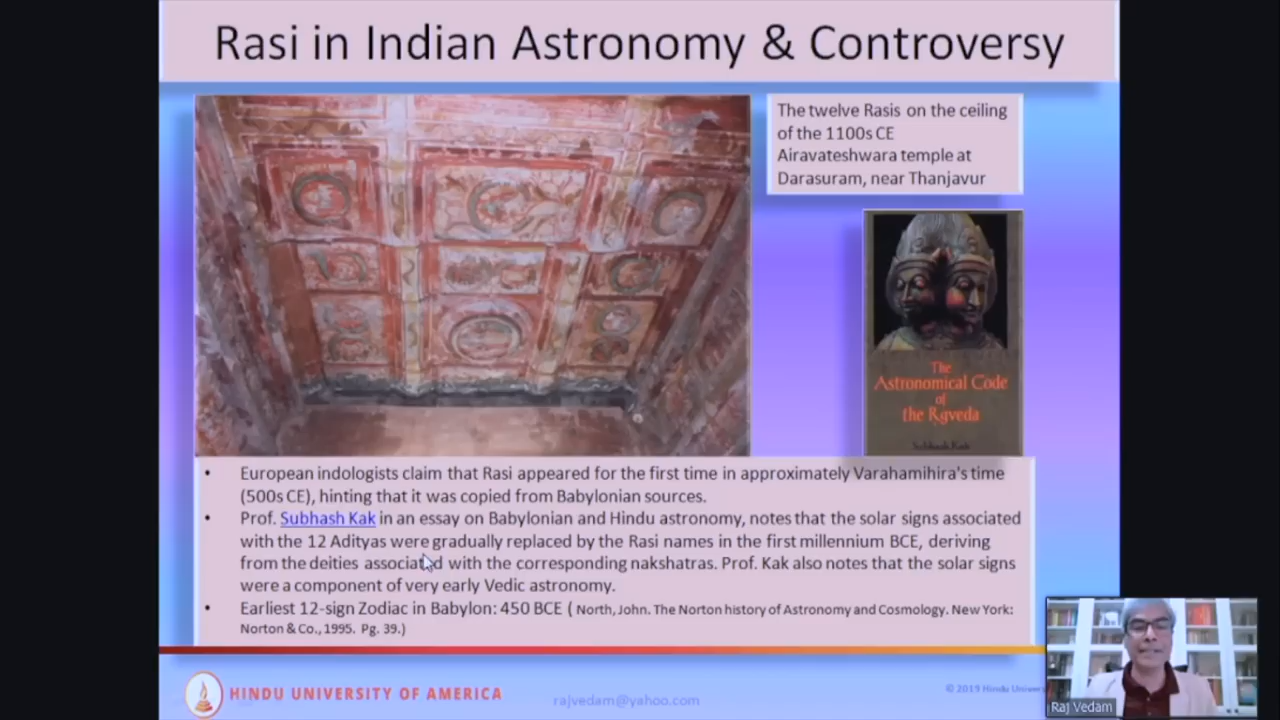 Rasi in Indian Astronomy & Controversy
The twelve Rasis on the ceiling
of the 1100s CE
Airavateshwara temple at
Darasuram, near Thanjavur
The
Astronomical Code
of
the Rgveda
Subhash Kak
• European indologists claim that Rasi appeared for the first time in approximately Varahamihira's time
(500s CE), hinting that it was copied from Babylonian sources.
• Prof. Subhash Kak in an essay on Babylonian and Hindu astronomy, notes that the solar signs associated
with the 12 Adityas were gradually replaced by the Rasi names in the first millennium BCE, deriving
from the deities associated with the corresponding nakshatras. Prof. Kak also notes that the solar signs
were a component of very early Vedic astronomy.
• Earliest 12-sign Zodiac in Babylon: 450 BCE ( North, John. The Norton history of Astronomy and Cosmology. New York:
Norton & Co., 1995. Pg. 39.)
HINDU UNIVERSITY OF AMERICA
rajvedam@yahoo.com
© 2019 Hindu
Raj Vedam